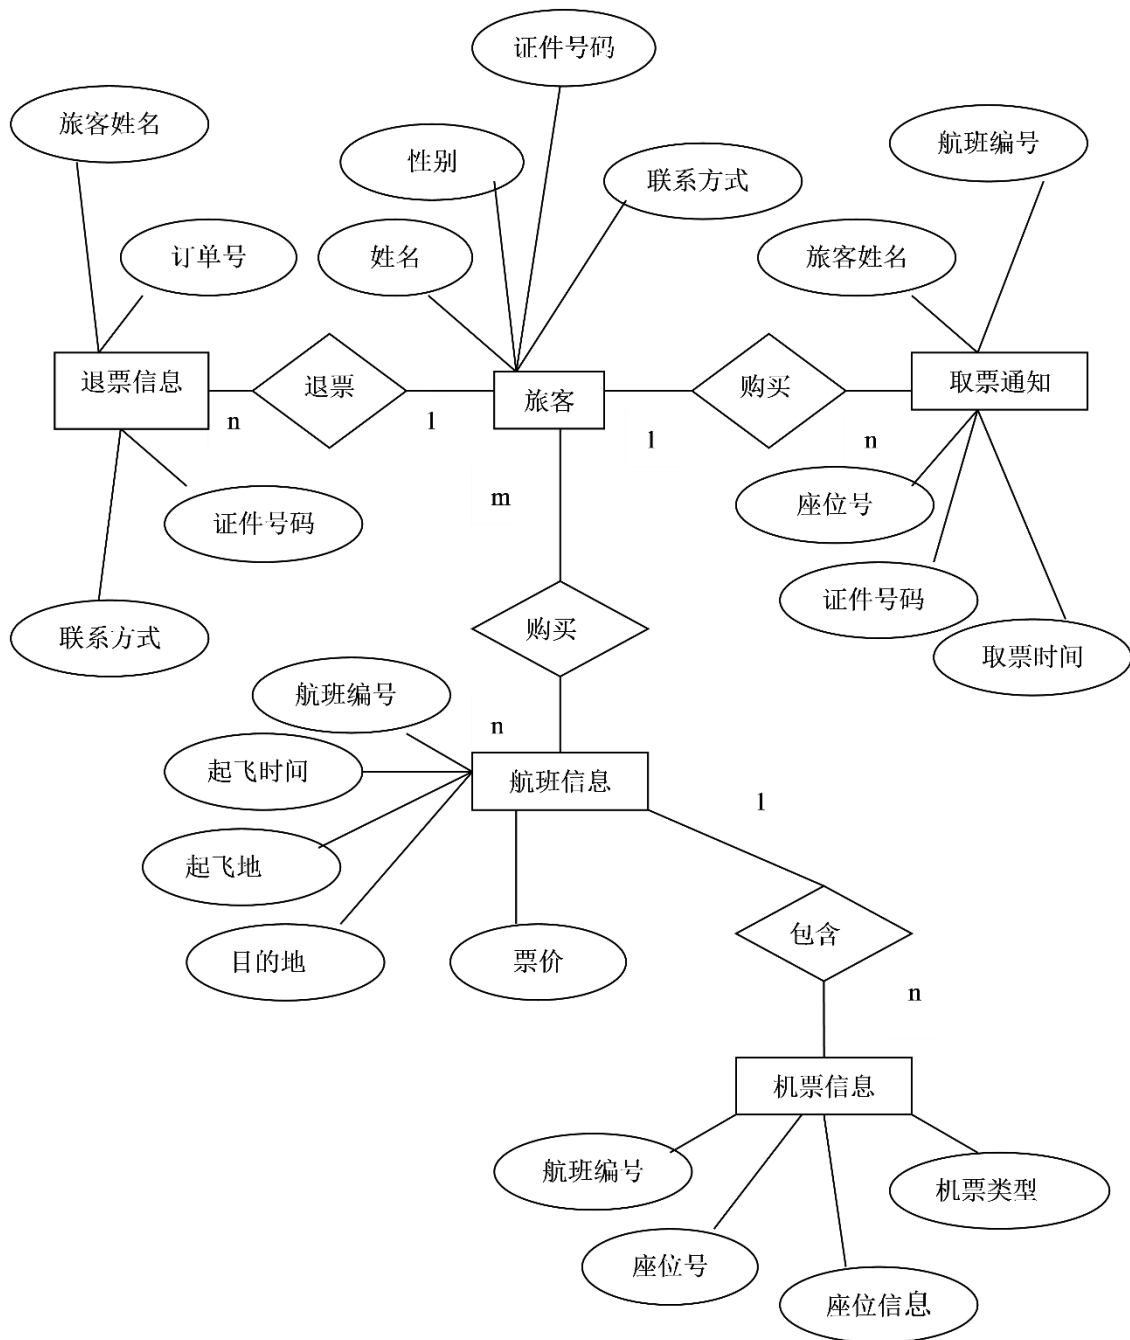 证件号码
旅客姓名
航班编号
性别
联系方式
订单号
姓名
旅客姓名
退票信息
退票
旅客
购买
取票通知
n
1
1
n
m
座位号
证件号码
证件号码
购买
联系方式
取票时间
航班编号
n
起飞时间
航班信息
1
起飞地
包含
目的地
票价
n
机票信息
航班编号
机票类型
座位号
座位信息